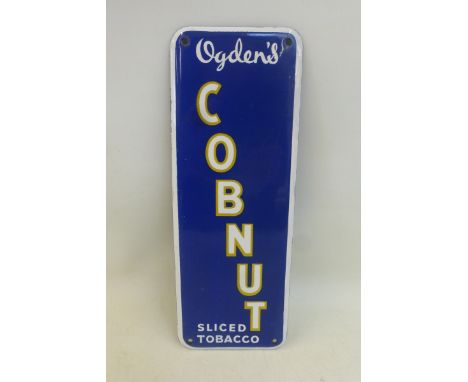 Ogden's
COBNUT
SLICED
TOBACCO